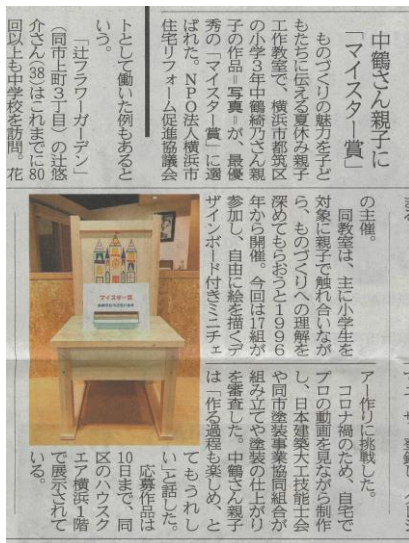 中鶴さん親子に
「マイスター賞」
ものづくりの魅力を子ど
もたちに伝える夏休み親子
工作教室で、横浜市都筑区
の小学3年中鶴綺乃さん親
子の作品=写真=が、最優
秀の「マイスター賞」に選
ばれた。NPO法人横浜市
住宅リフォーム促進協議会
の主催。
同教室は、主に小学生を
対象に親子で触れ合いなが
ら、ものづくりへの理解を
深めてもらおうと1996
年から開催。今回は17組が
参加し、自由に絵を描くデ
ザインボード付きミニチェ
アー作りに挑戦した。
コロナ禍のため、自宅で
プロの動画を見ながら制作
し、日本建築大工技能士会
や同市塗装事業協同組合が
組み立てや塗装の仕上がり
を審査した。中鶴さん親子
は「作る過程も楽しめ、と
てもうれし
い」と話した。
応募作品は
10日まで、同
区のハウスク
エア横浜1階
で展示されて
いる。
トとして働いた例もあると
いう。
「辻フラワーガーデン」
(同市上町3丁目)の辻悠
介さん(38)はこれまでに80
回以上も中学校を訪問。花
マイスター賞